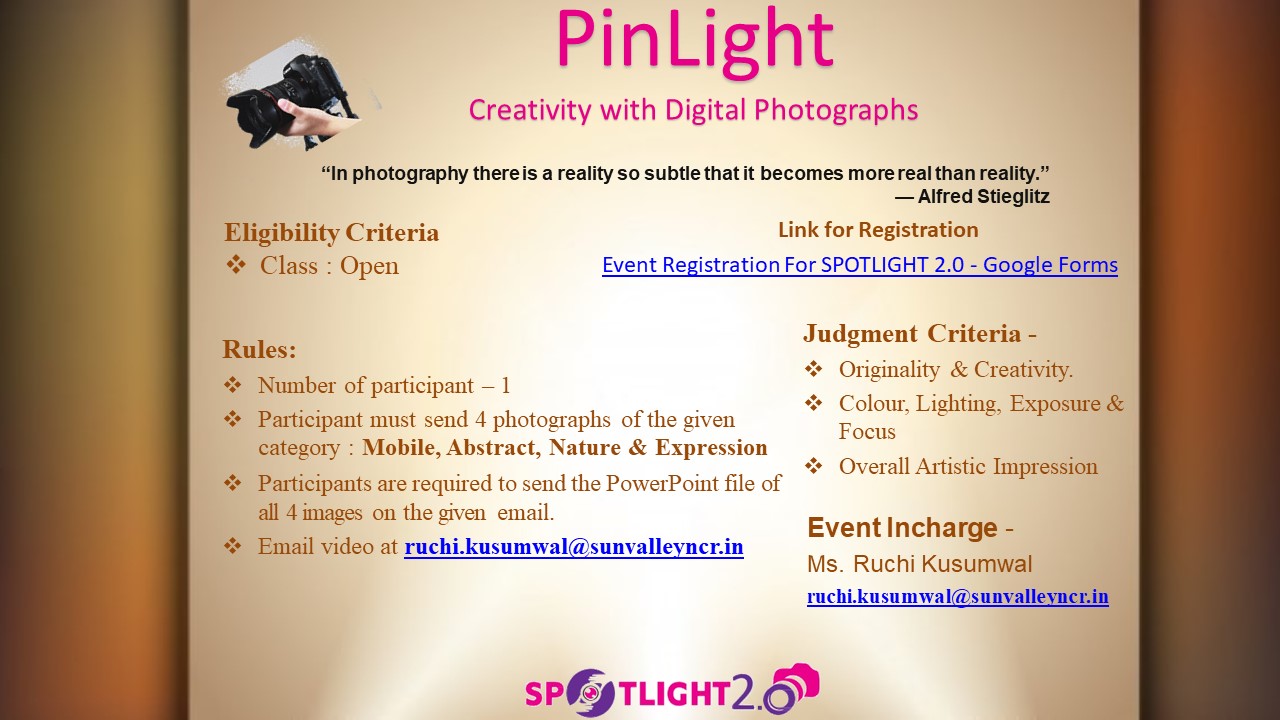 PinLight
Creativity with Digital Photographs
“In photography there is a reality so subtle that it becomes more real than reality.”
— Alfred Stieglitz
Eligibility Criteria
❖ Class : Open
Link for Registration
Event Registration For SPOTLIGHT 2.0 - Google Forms
Rules:
❖ Number of participant – 1
❖ Participant must send 4 photographs of the given
category : Mobile, Abstract, Nature & Expression
❖ Participants are required to send the PowerPoint file of
all 4 images on the given email.
❖ Email video at ruchi.kusumwal@sunvalleyncr.in
Judgment Criteria -
❖ Originality & Creativity.
❖ Colour, Lighting, Exposure &
Focus
❖ Overall Artistic Impression
Event Incharge -
Ms. Ruchi Kusumwal
ruchi.kusumwal@sunvalleyncr.in
SPOTLIGHT 2.0